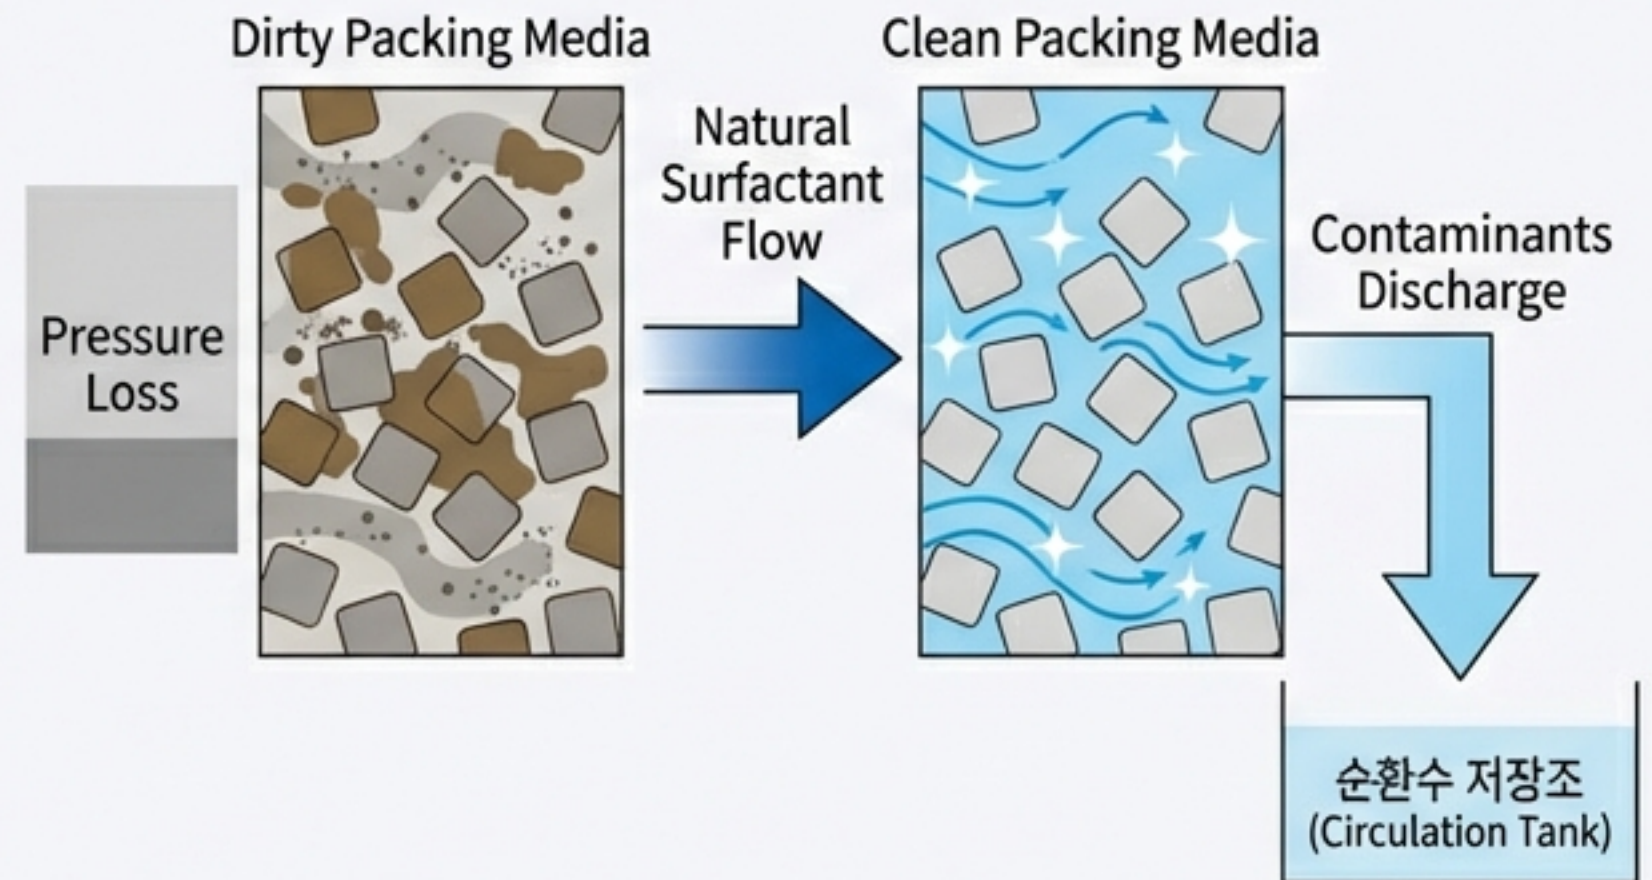 Dirty Packing Media
Clean Packing Media
Natural
Surfactant
Flow
Pressure
Loss
Contaminants
Discharge
순환수 저장조
(Circulation Tank)